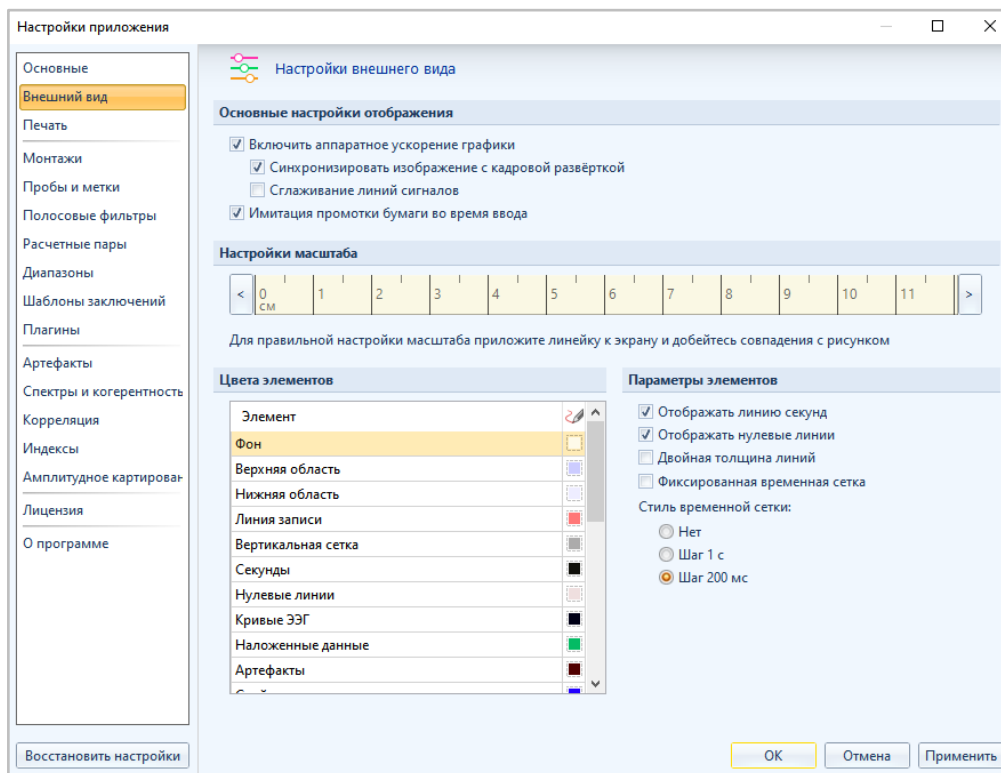 Настройки приложения
Основные
Внешний вид
Печать
Монтажи
Пробы и метки
Полосовые фильтры
Расчетные пары
Диапазоны
Шаблоны заключений
Плагины
Артефакты
Спектры и когерентность
Корреляция
Индексы
Амплитудное картирован
Лицензия
О программе
Восстановить настройки
Настройки внешнего вида
Основные настройки отображения
Включить аппаратное ускорение графики
Синхронизировать изображение с кадровой развёрткой
Сглаживание линий сигналов
Имитация промотки бумаги во время ввода
Настройки масштаба
< 0 1 2 3 4 5 6 7 8 9 10 11 >
см
Для правильной настройки масштаба приложите линейку к экрану и добейтесь совпадения с рисунком
Цвета элементов
Элемент
Фон
Верхняя область
Нижняя область
Линия записи
Вертикальная сетка
Секунды
Нулевые линии
Кривые ЭЭГ
Наложенные данные
Артефакты
Параметры элементов
Отображать линию секунд
Отображать нулевые линии
Двойная толщина линий
Фиксированная временная сетка
Стиль временной сетки:
Нет
Шаг 1 с
Шаг 200 мс
ОК Отмена Применить